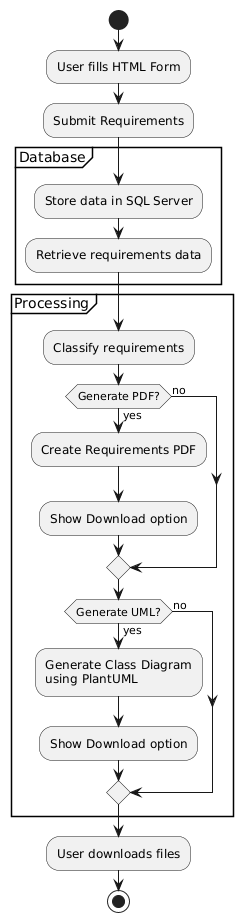 User fills HTML Form
Submit Requirements
Database
Store data in SQL Server
Retrieve requirements data
Processing
Classify requirements
Generate PDF?
no
yes
Create Requirements PDF
Show Download option
Generate UML?
no
yes
Generate Class Diagram
using PlantUML
Show Download option
User downloads files